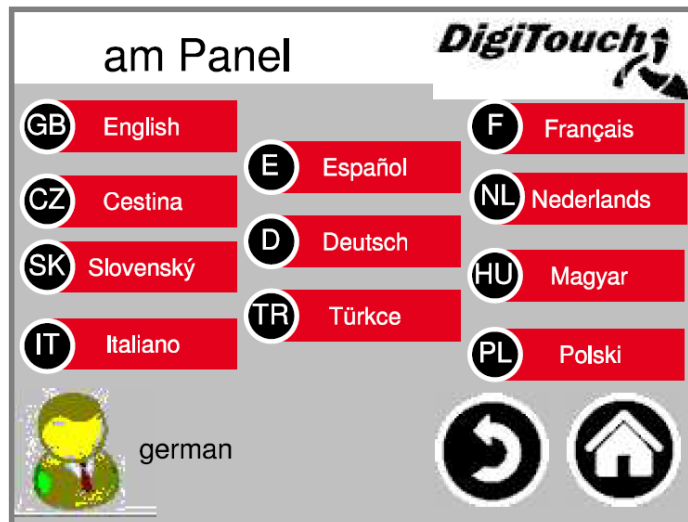 am Panel
DigiTouch
GB English
CZ Cestina
SK Slovenský
IT Italiano
E Español
D Deutsch
TR Türkce
F Français
NL Nederlands
HU Magyar
PL Polski
german